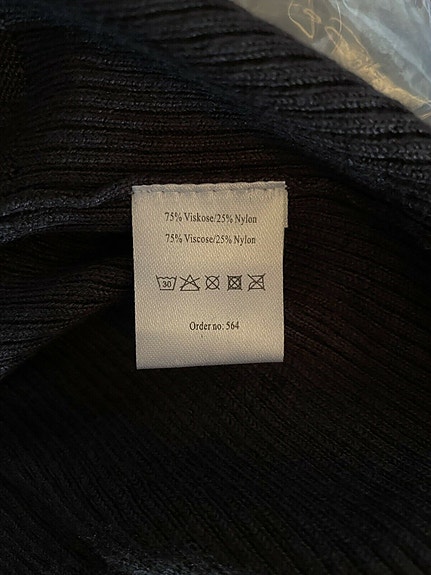 75% Viskose/25% Nylon
75% Viscose/25% Nylon
30
Order no: 564